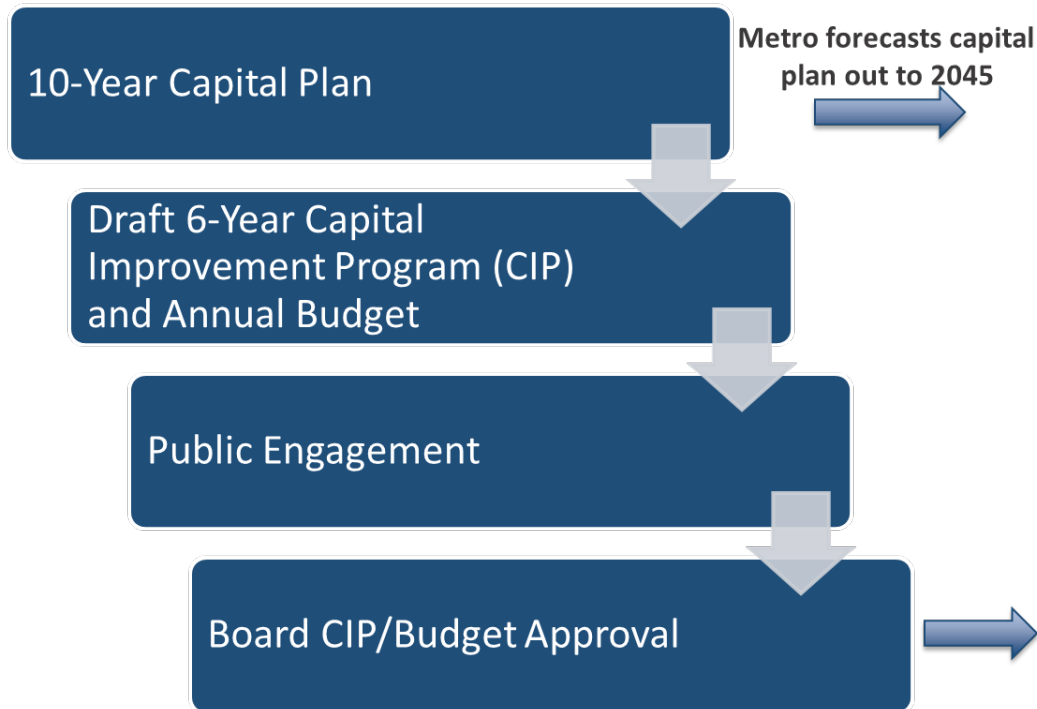 10-Year Capital Plan
Metro forecasts capital
plan out to 2045
Draft 6-Year Capital
Improvement Program (CIP)
and Annual Budget
Public Engagement
Board CIP/Budget Approval